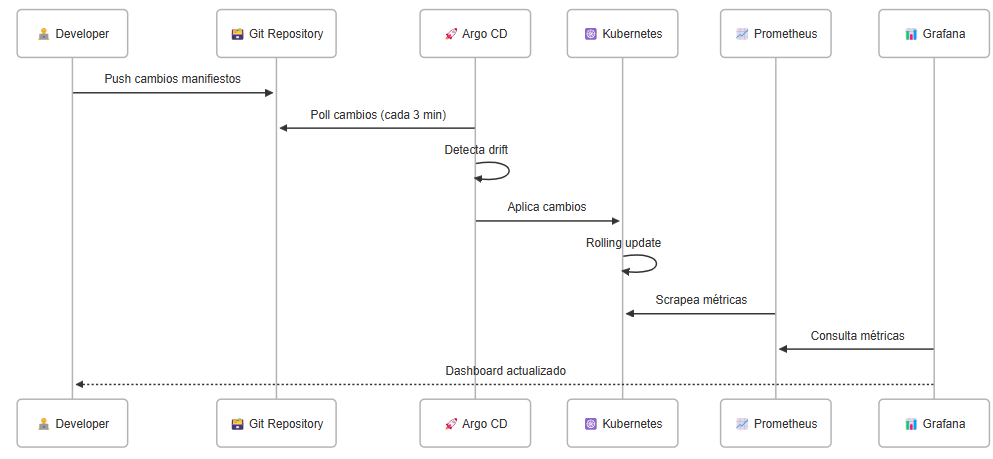 Developer
Git Repository
Argo CD
Kubernetes
Prometheus
Grafana
Push cambios manifiestos
Poll cambios (cada 3 min)
Detecta drift
Aplica cambios
Rolling update
Scrapea métricas
Consulta métricas
Dashboard actualizado
Developer
Git Repository
Argo CD
Kubernetes
Prometheus
Grafana